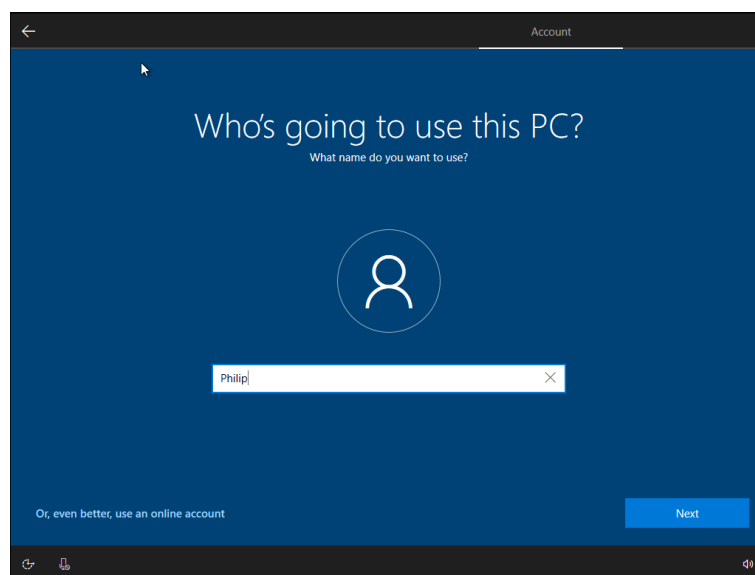 Account
Who's going to use this PC?
What name do you want to use?
Philip
Or, even better, use an online account
Next